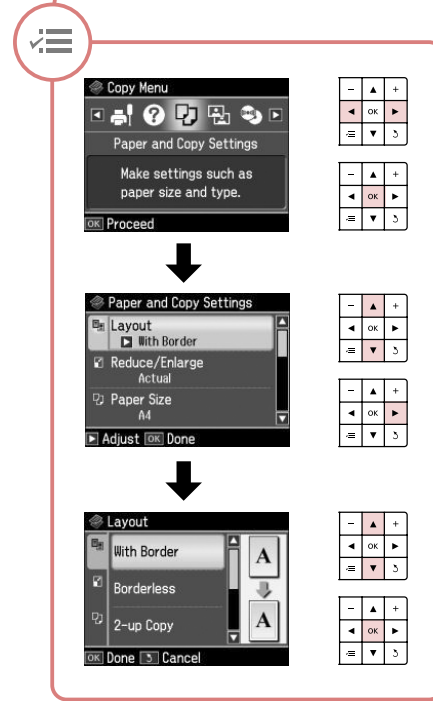 Copy Menu
Paper and Copy Settings
Make settings such as
paper size and type.
OK Proceed
- +
OK
- +
OK
Paper and Copy Settings
Layout
With Border
Reduce/Enlarge
Actual
Paper Size
A4
Adjust OK Done
- +
OK
- +
OK
Layout
With Border
Borderless
2-up Copy
A
A
OK Done Cancel
- +
OK
- +
OK